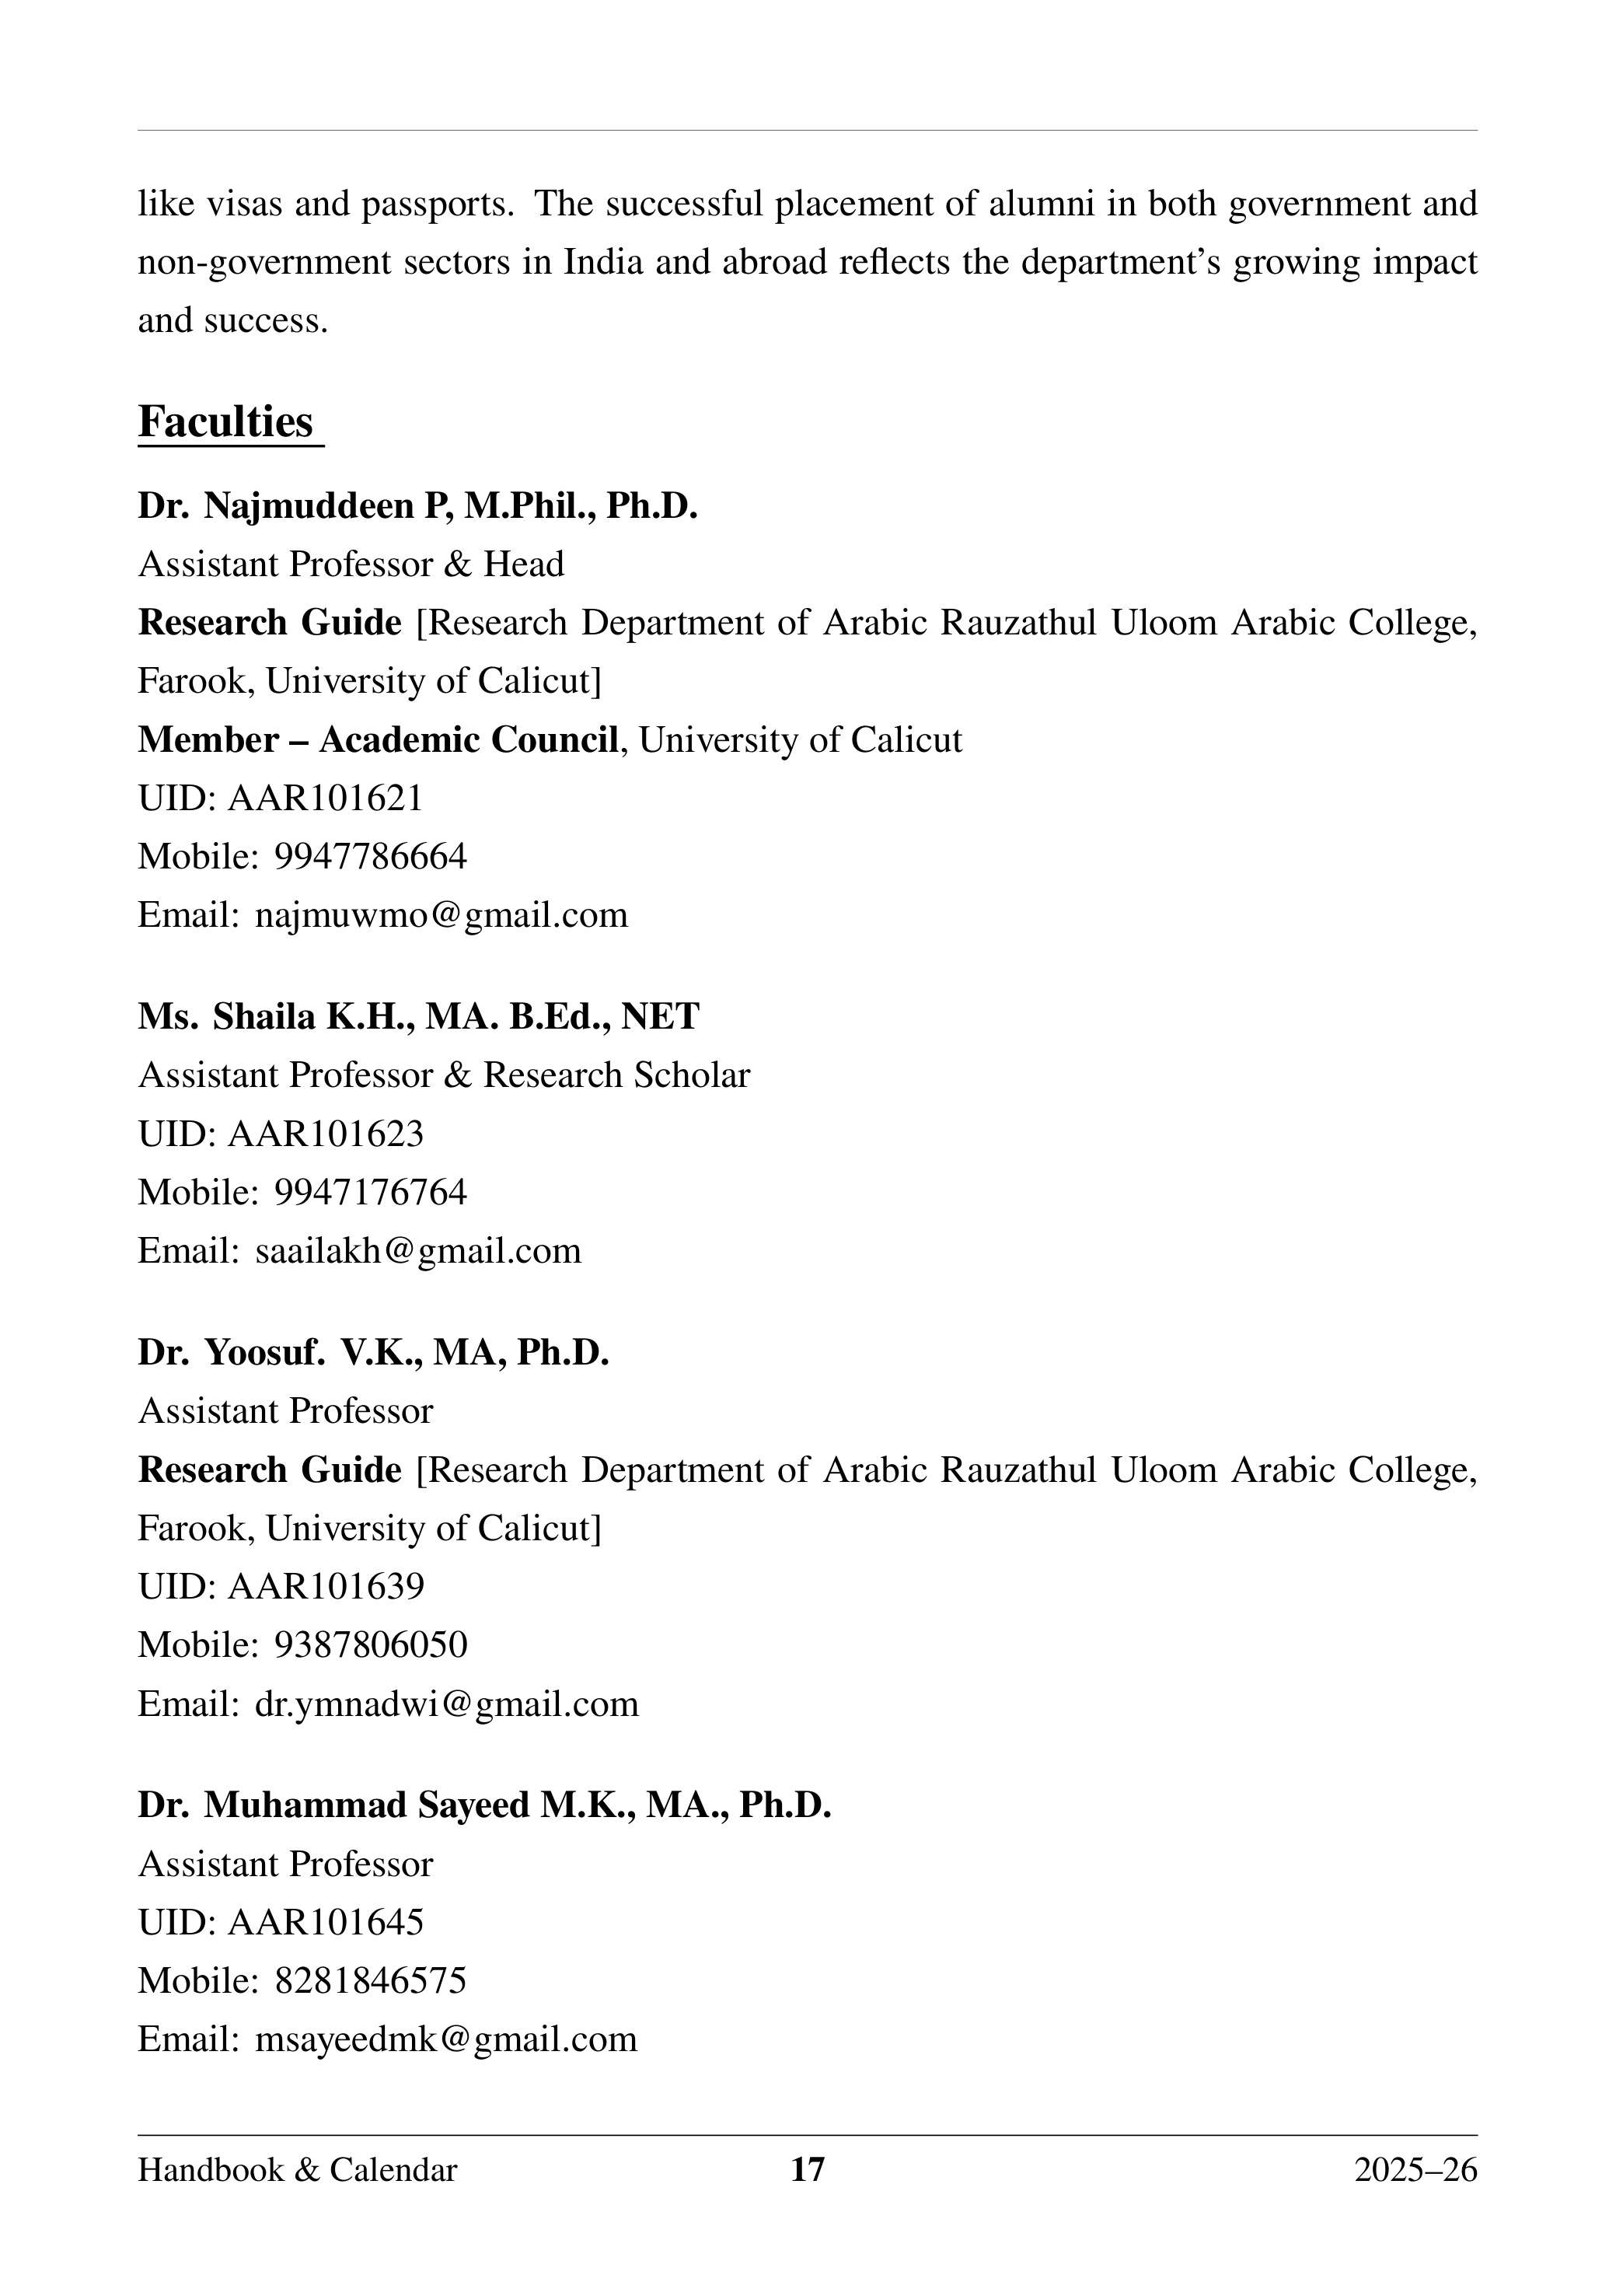 like visas and passports. The successful placement of alumni in both government and
non-government sectors in India and abroad reflects the department's growing impact
and success.
Faculties
Dr. Najmuddeen P, M.Phil., Ph.D.
Assistant Professor & Head
Research Guide [Research Department of Arabic Rauzathul Uloom Arabic College,
Farook, University of Calicut]
Member – Academic Council, University of Calicut
UID: AAR101621
Mobile: 9947786664
Email: najmuwmo@gmail.com
Ms. Shaila K.H., MA. B.Ed., NET
Assistant Professor & Research Scholar
UID: AAR101623
Mobile: 9947176764
Email: saailakh@gmail.com
Dr. Yoosuf. V.K., MA, Ph.D.
Assistant Professor
Research Guide [Research Department of Arabic Rauzathul Uloom Arabic College,
Farook, University of Calicut]
UID: AAR101639
Mobile: 9387806050
Email: dr.ymnadwi@gmail.com
Dr. Muhammad Sayeed M.K., MA., Ph.D.
Assistant Professor
UID: AAR101645
Mobile: 8281846575
Email: msayeedmk@gmail.com
Handbook & Calendar 17 2025–26